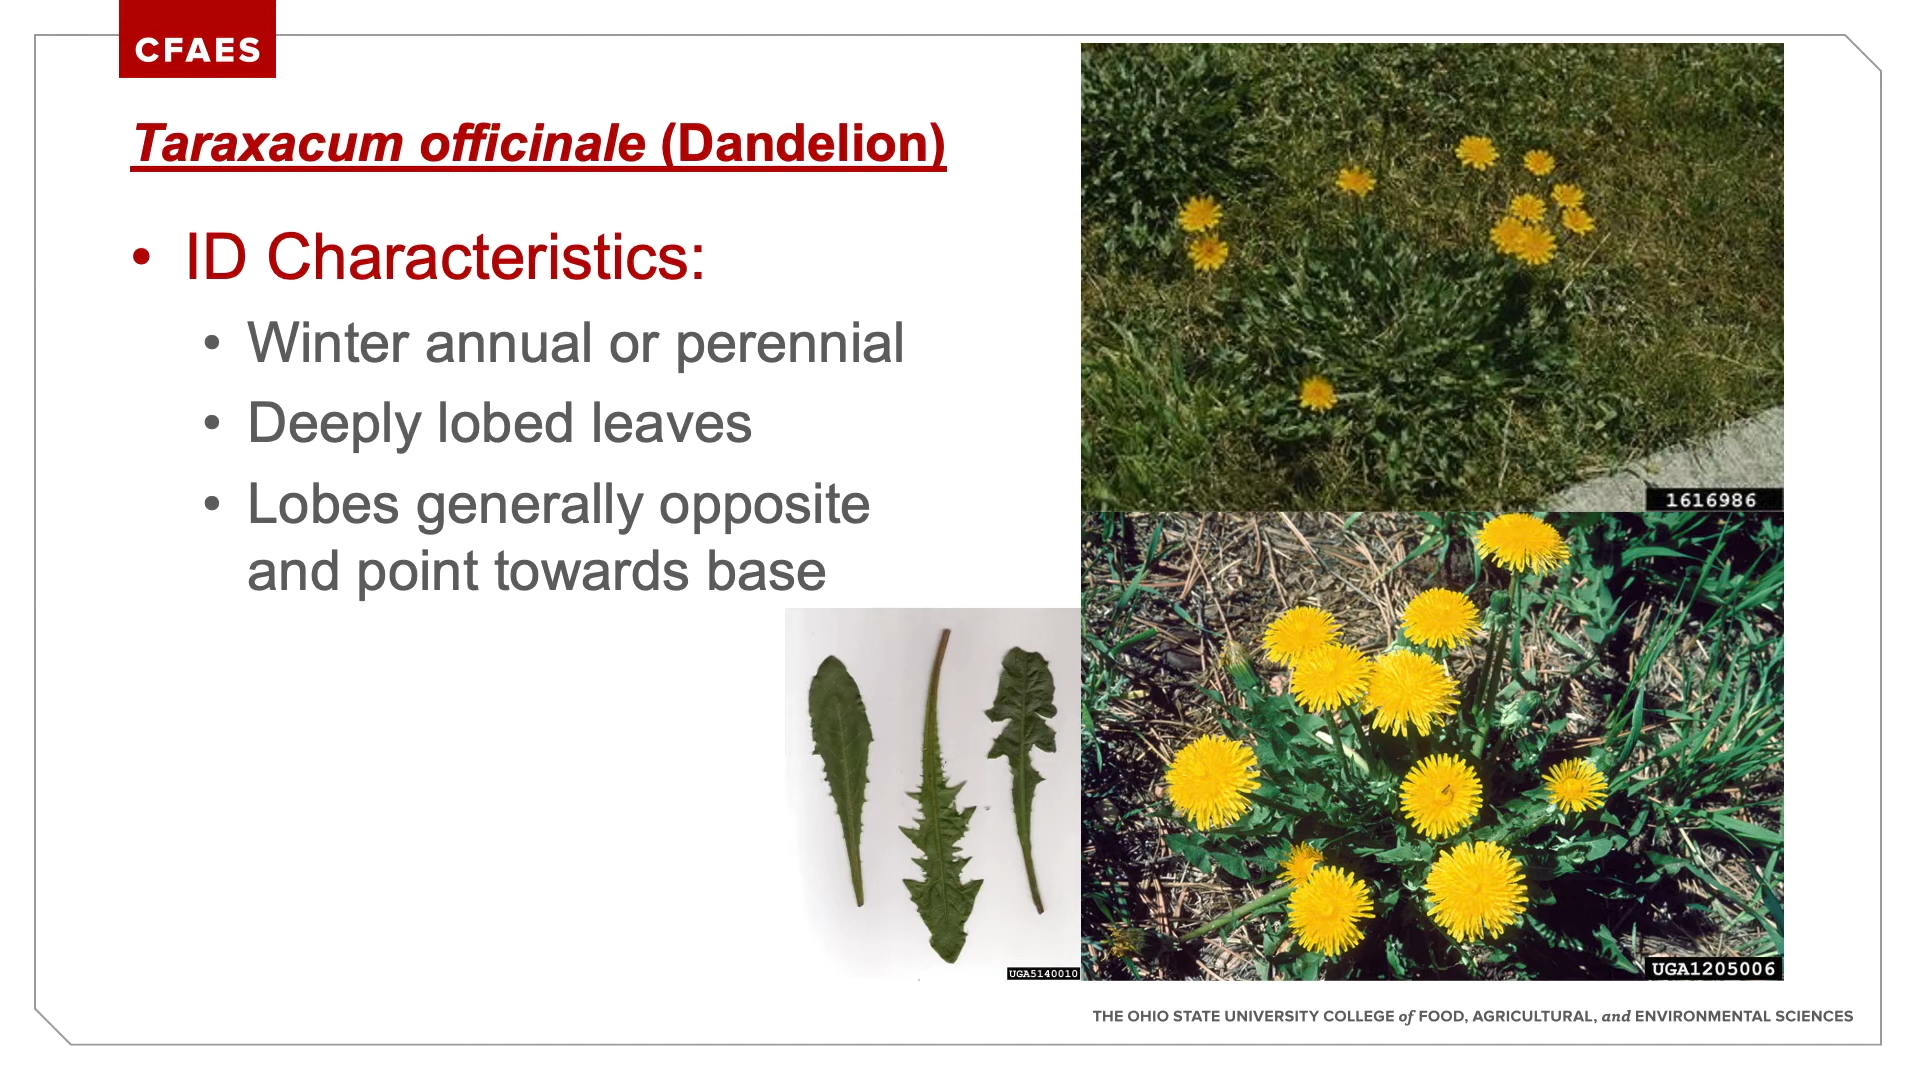 CFAES
Taraxacum officinale (Dandelion)
• ID Characteristics:
• Winter annual or perennial
• Deeply lobed leaves
• Lobes generally opposite
and point towards base
1616986
UGA5140010
UGA1205006
THE OHIO STATE UNIVERSITY COLLEGE of FOOD, AGRICULTURAL, and ENVIRONMENTAL SCIENCES